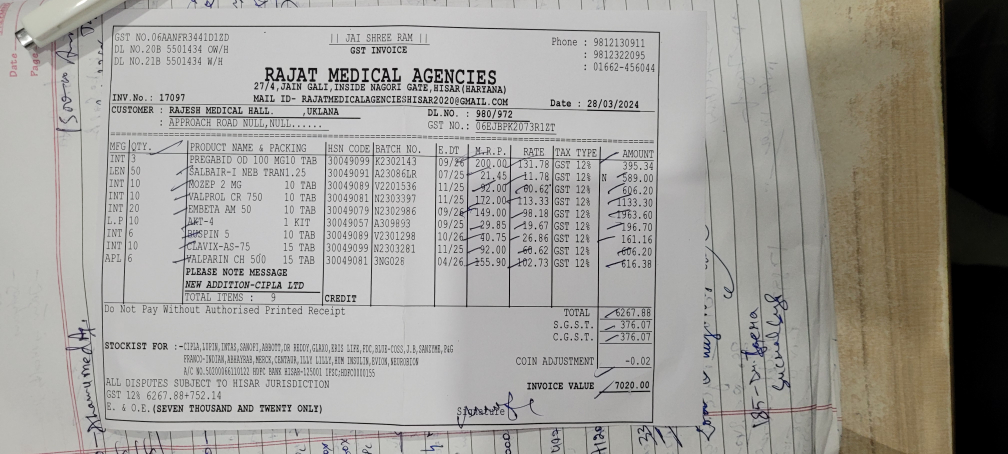 GST NO.06AANFR3441D1ZD
DL NO.20B 5501434 OW/H
DL NO.21B 5501434 W/H
|| JAI SHREE RAM ||
GST INVOICE
Phone : 9812130911
: 9812322095
: 01662-456044
RAJAT MEDICAL AGENCIES
27/4,JAIN GALI,INSIDE NAGORI GATE,HISAR(HARYANA)
INV.No.: 17097 MAIL ID- RAJATMEDICALAGENCIESHISAR2020@GMAIL.COM Date : 28/03/2024
CUSTOMER : RAJESH MEDICAL HALL. ,UKLANA DL.NO. : 980/972
: APPROACH ROAD NULL,NULL...... GST NO.: 06EJBPK2073R1ZT
MFG QTY. PRODUCT NAME & PACKING HSN CODE BATCH NO. E.DT M.R.P. RATE TAX TYPE AMOUNT
INT 3 PREGABID OD 100 MG10 TAB 30049099 K2302143 09/26 200.00 131.78 GST 12% 395.34
LEN 50 SALBAIR-I NEB TRAN1.25 30049091 A23086LR 07/25 21.45 11.78 GST 12% N 589.00
INT 10 MOZEP 2 MG 10 TAB 30049089 V2201536 11/25 92.00 60.62 GST 12% 606.20
INT 10 VALPROL CR 750 10 TAB 30049081 N2303397 11/25 172.00 113.33 GST 12% 1133.30
INT 20 EMBETA AM 50 10 TAB 30049079 N2302986 09/26 149.00 98.18 GST 12% 1963.60
L.P 10 AKT-4 1 KIT 30049057 A309893 09/25 29.85 19.67 GST 12% 196.70
INT 6 BUSPIN 5 10 TAB 30049089 V2301298 10/26 40.75 26.86 GST 12% 161.16
INT 10 CLAVIX-AS-75 15 TAB 30049099 N2303281 11/25 92.00 60.62 GST 12% 606.20
APL 6 VALPARIN CH 500 15 TAB 30049081 3NG028 04/26 155.90 102.73 GST 12% 616.38
PLEASE NOTE MESSAGE
NEW ADDITION-CIPLA LTD
TOTAL ITEMS : 9 CREDIT
Do Not Pay Without Authorised Printed Receipt
TOTAL 6267.88
S.G.S.T. 376.07
C.G.S.T. 376.07
STOCKIST FOR :-CIPLA,LUPIN,INTAS,SANOFI,ABBOTT,DR REDDY,GLAXO,ERIS LIFE,FDC,BLUE-COSS,J.B,SANZYME,P&G
FRANCO-INDIAN,ABHAYRAB,MERCK,CENTAUR,ILLY LILLY,HIM INSULIN,EVION,NEUROBION
A/C NO.50200066110122 HDFC BANK HISAR-125001 IFSC;HDFC0000155
COIN ADJUSTMENT -0.02
ALL DISPUTES SUBJECT TO HISAR JURISDICTION
INVOICE VALUE 7020.00
GST 12% 6267.88+752.14
E. & O.E.(SEVEN THOUSAND AND TWENTY ONLY)
Signature
Date
Page